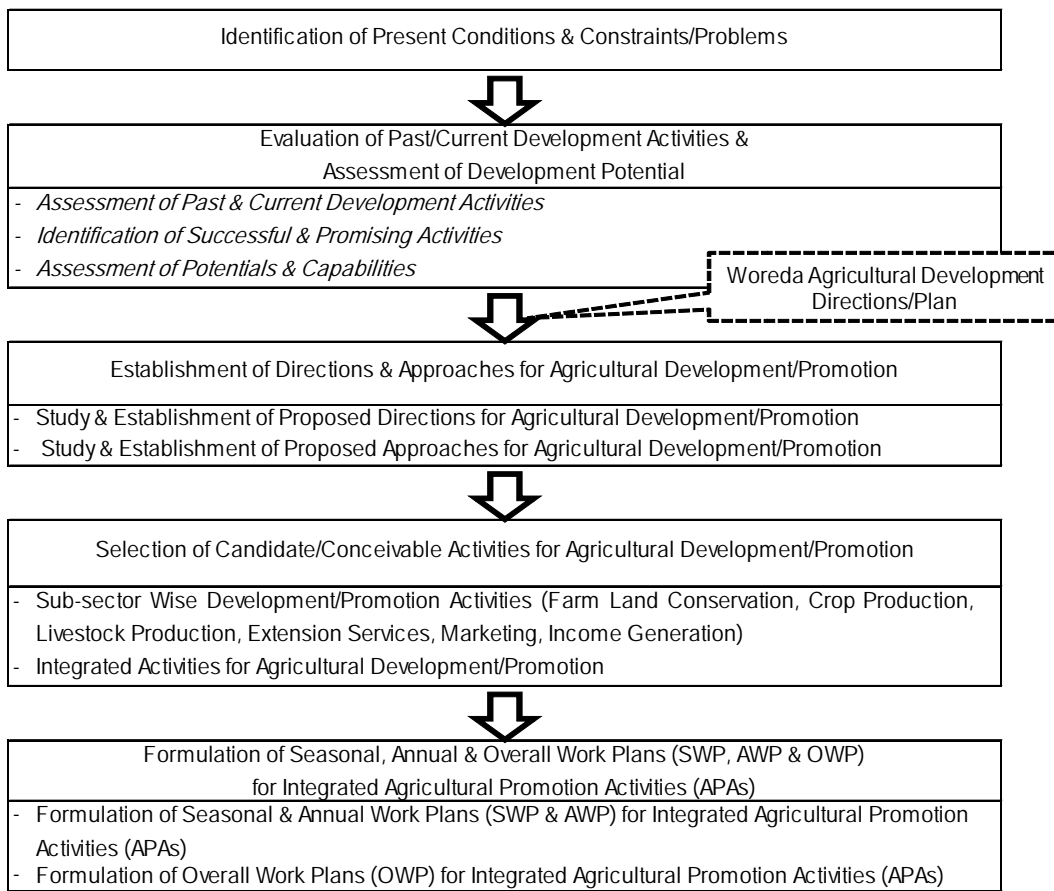 Identification of Present Conditions & Constraints/Problems
Evaluation of Past/Current Development Activities &
Assessment of Development Potential
- Assessment of Past & Current Development Activities
- Identification of Successful & Promising Activities
- Assessment of Potentials & Capabilities
Woreda Agricultural Development
Directions/Plan
Establishment of Directions & Approaches for Agricultural Development/Promotion
- Study & Establishment of Proposed Directions for Agricultural Development/Promotion
- Study & Establishment of Proposed Approaches for Agricultural Development/Promotion
Selection of Candidate/Conceivable Activities for Agricultural Development/Promotion
- Sub-sector Wise Development/Promotion Activities (Farm Land Conservation, Crop Production,
Livestock Production, Extension Services, Marketing, Income Generation)
- Integrated Activities for Agricultural Development/Promotion
Formulation of Seasonal, Annual & Overall Work Plans (SWP, AWP & OWP)
for Integrated Agricultural Promotion Activities (APAs)
- Formulation of Seasonal & Annual Work Plans (SWP & AWP) for Integrated Agricultural Promotion
Activities (APAs)
- Formulation of Overall Work Plans (OWP) for Integrated Agricultural Promotion Activities (APAs)